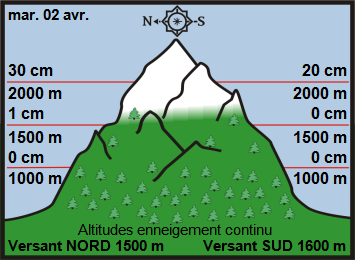 mar. 02 avr.
N S
30 cm 20 cm
2000 m 2000 m
1 cm 0 cm
1500 m 1500 m
0 cm 0 cm
1000 m 1000 m
Altitudes enneigement continu
Versant NORD 1500 m Versant SUD 1600 m